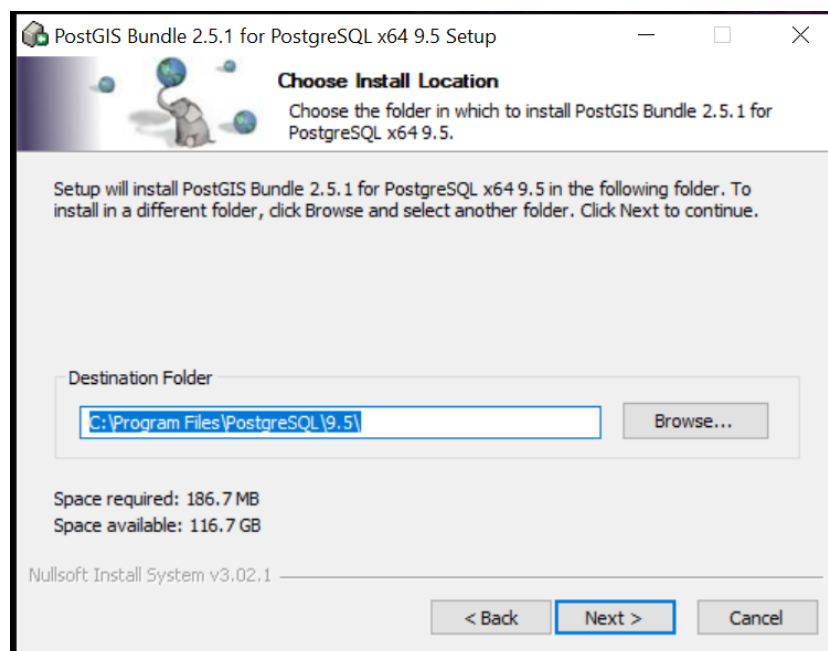 PostGIS Bundle 2.5.1 for PostgreSQL x64 9.5 Setup
Choose Install Location
Choose the folder in which to install PostGIS Bundle 2.5.1 for
PostgreSQL x64 9.5.
Setup will install PostGIS Bundle 2.5.1 for PostgreSQL x64 9.5 in the following folder. To
install in a different folder, click Browse and select another folder. Click Next to continue.
Destination Folder
C:\Program Files\PostgreSQL\9.5\
Browse...
Space required: 186.7 MB
Space available: 116.7 GB
Nullsoft Install System v3.02.1
< Back
Next >
Cancel